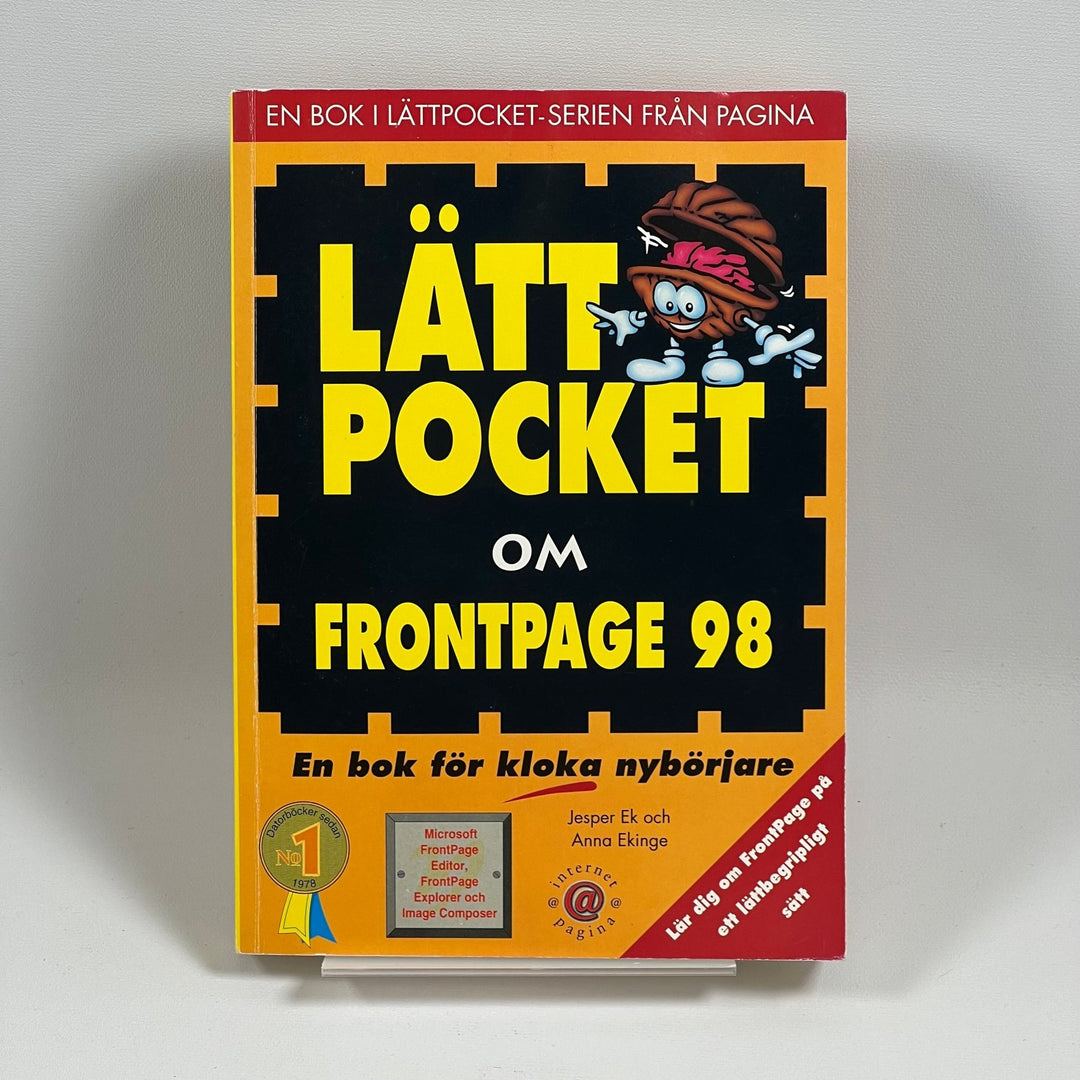 EN BOK I LÄTTPOCKET-SERIEN FRÅN PAGINA
LÄTT
POCKET
OM
FRONTPAGE 98
En bok för kloka nybörjare
Datorböcker sedan
No 1
1978
Microsoft
FrontPage
Editor,
FrontPage
Explorer och
Image Composer
Jesper Ek och
Anna Ekinge
internet
@ @ @
pagina
Lär dig om FrontPage på
ett lättbegripligt
sätt